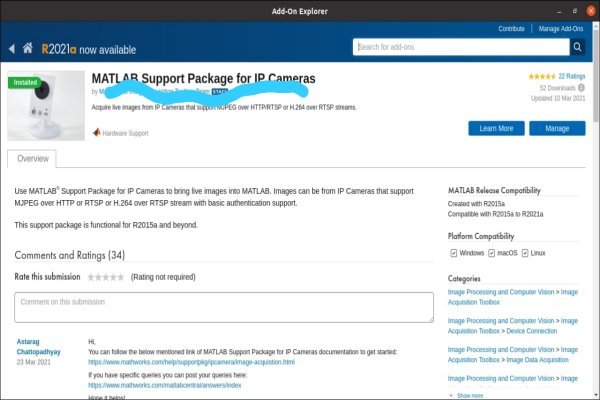 Add-On Explorer
Contribute
Manage Add-Ons
R2021a now available
Search for add-ons
Installed
MATLAB Support Package for IP Cameras
22 Ratings
by
STAFF
52 Downloads
Updated 10 Mar 2021
Acquire live images from IP Cameras that support MJPEG over HTTP/RTSP or H.264 over RTSP streams.
Hardware Support
Learn More
Manage
Overview
Use MATLAB® Support Package for IP Cameras to bring live images into MATLAB. Images can be from IP Cameras that support
MJPEG over HTTP or RTSP or H.264 over RTSP stream with basic authentication support.
This support package is functional for R2015a and beyond.
Comments and Ratings (34)
Rate this submission
(Rating not required)
Comment on this submission
Astarag
Chattopadhyay
23 Mar 2021
Hi,
You can follow the below mentioned link of MATLAB Support Package for IP Cameras documentation to get started:
https://www.mathworks.com/help/supportpkg/ipcamera/image-acquistion.html
If you have specific queries you can post your queries here:
https://www.mathworks.com/matlabcentral/answers/index
Hope it helps!
MATLAB Release Compatibility
Created with R2015a
Compatible with R2015a to R2021a
Platform Compatibility
Windows
macOS
Linux
Categories
Image Processing and Computer Vision > Image
Acquisition Toolbox
Image Processing and Computer Vision > Image
Acquisition Toolbox > Device Connection
Image Processing and Computer Vision > Image
Acquisition Toolbox > Image Data Acquisition
Show more